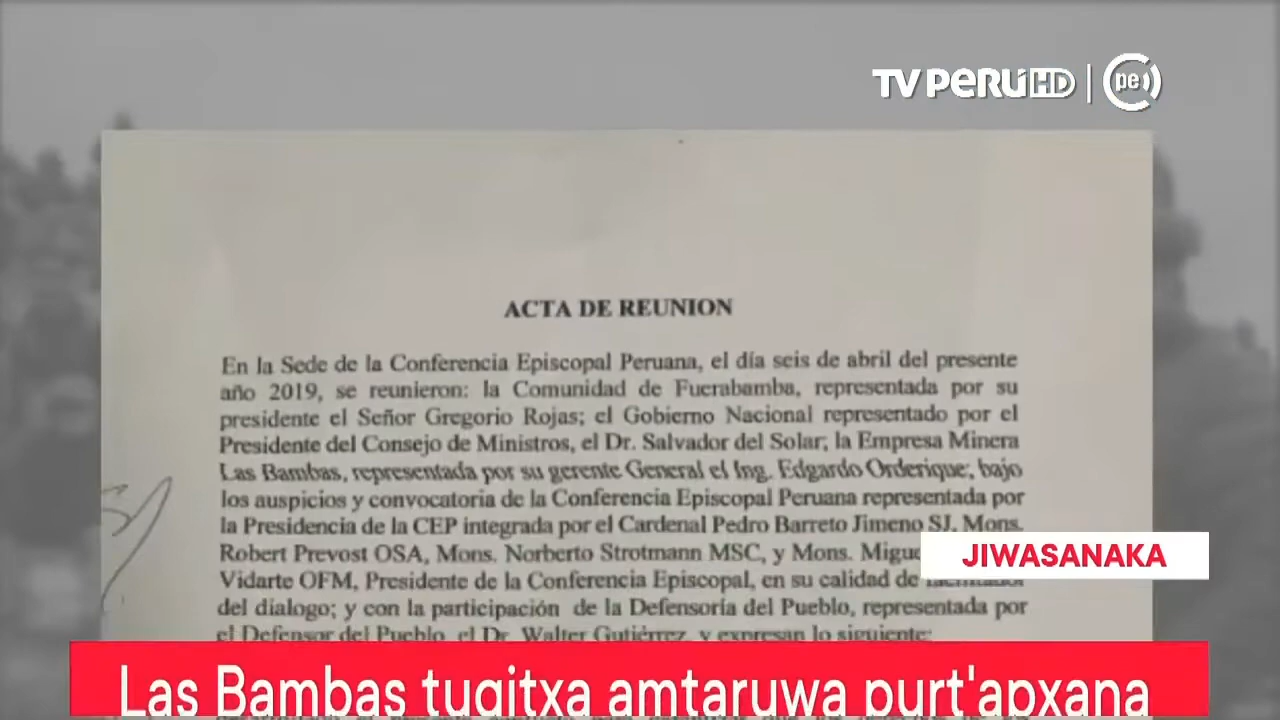 TV PERÚ HD | pe
ACTA DE REUNION
En la Sede de la Conferencia Episcopal Peruana, el día seis de abril del presente
año 2019, se reunieron: la Comunidad de Fuerabamba, representada por su
presidente el Señor Gregorio Rojas; el Gobierno Nacional representado por el
Presidente del Consejo de Ministros, el Dr. Salvador del Solar; la Empresa Minera
Las Bambas, representada por su gerente General el Ing. Edgardo Orderique; bajo
los auspicios y convocatoria de la Conferencia Episcopal Peruana representada por
la Presidencia de la CEP integrada por el Cardenal Pedro Barreto Jimeno SJ, Mons.
Robert Prevost OSA, Mons. Norberto Strotmann MSC, y Mons.
JIWASANAKA
Vidarte OFM, Presidente de la Conferencia Episcopal, en su calidad de
del dialogo; y con la participación de la Defensoría del Pueblo, representada por
el Defensor del Pueblo, el Dr. Walter Gutiérrez, y expresan lo siguiente:
Las Bambas tuqitxa amtaruwa purt'apxana